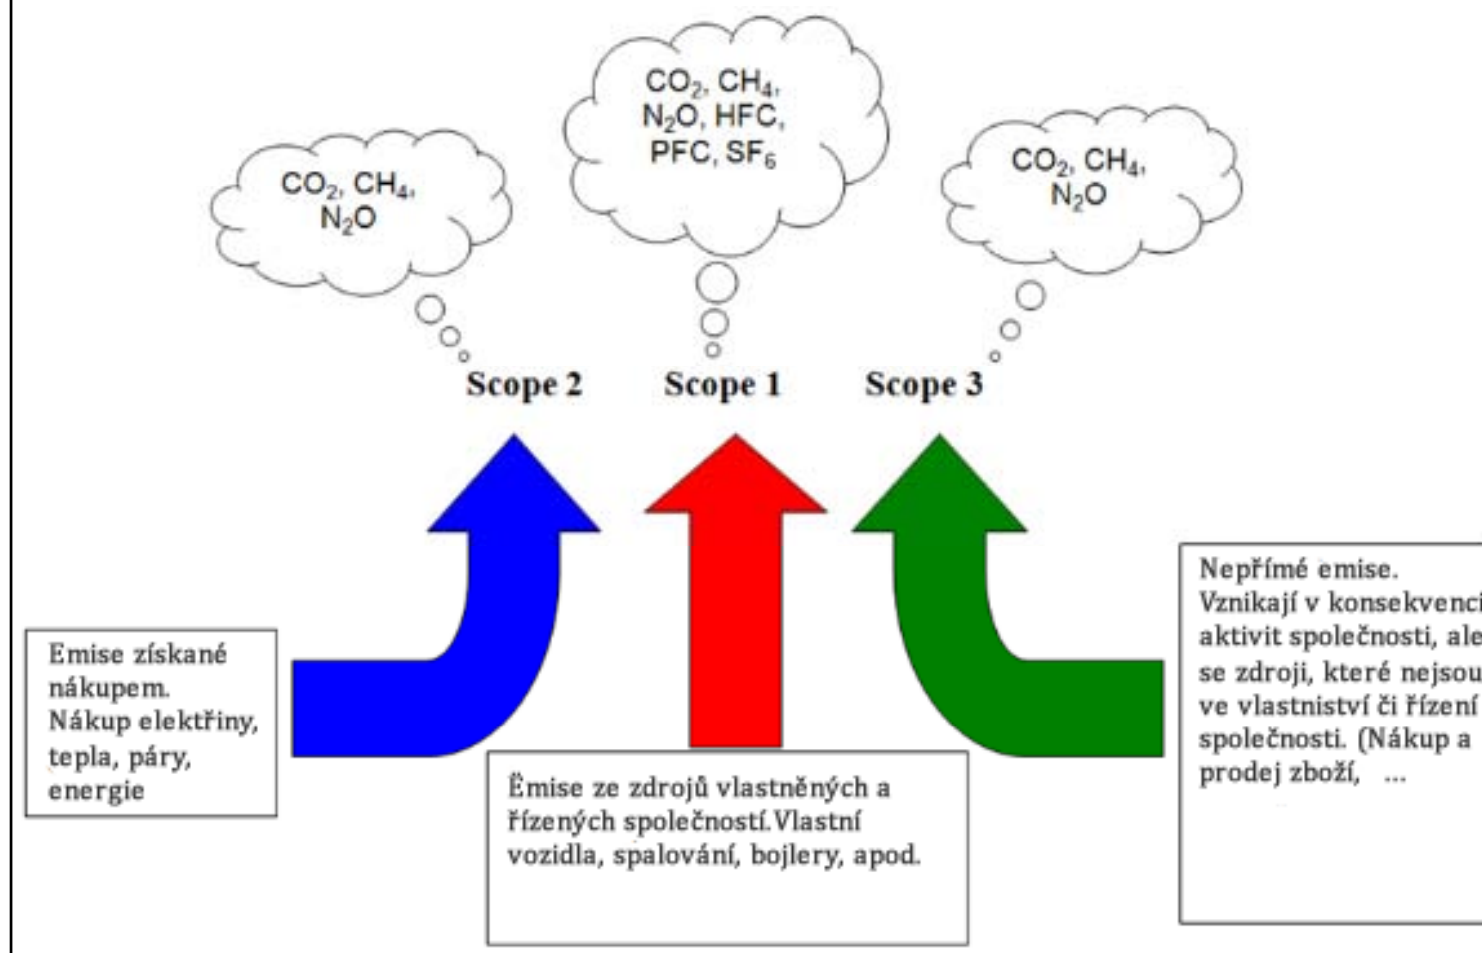 CO₂, CH₄,
N₂O, HFC,
PFC, SF₆
CO₂, CH₄,
N₂O
CO₂, CH₄,
N₂O
Scope 2
Scope 1
Scope 3
Emise získané
nákupem.
Nákup elektřiny,
tepla, páry,
energie
Ëmise ze zdrojů vlastněných a
řízených společností.Vlastní
vozidla, spalování, bojlery, apod.
Nepřímé emise.
Vznikají v konsekvenci
aktivit společnosti, ale
se zdroji, které nejsou
ve vlastniství či řízení
společnosti. (Nákup a
prodej zboží, ...